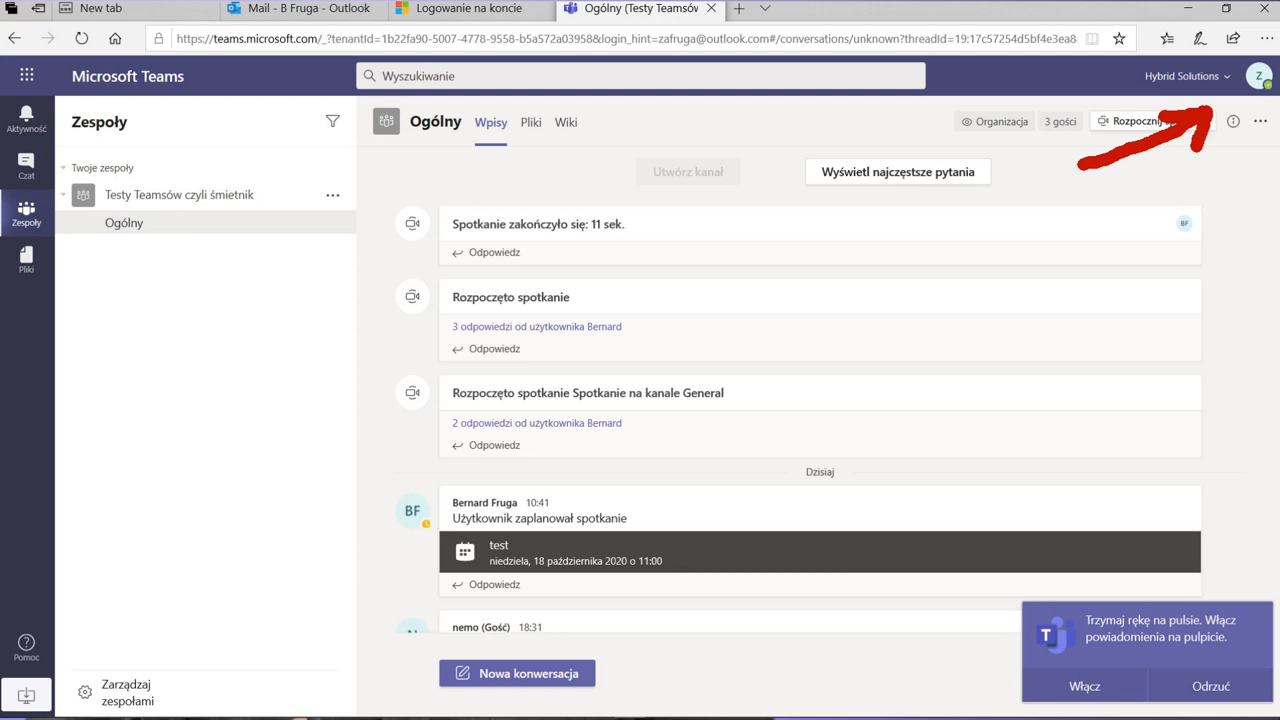 New tab
Mail - B Fruga - Outlook
Logowanie na koncie
Ogólny (Testy Teamsów
https://teams.microsoft.com/_?tenantId=1b22fa90-5007-4778-9558-b5a572a03958&login_hint=zafruga@outlook.com#/conversations/unknown?threadId=19:17c57254d5bf4e3ea8
Microsoft Teams
Wyszukiwanie
Hybrid Solutions
Z
Aktywność
Czat
Zespoły
Pliki
Pomoc
Zespoły
Twoje zespoły
Testy Teamsów czyli śmietnik
Ogólny
Zarządzaj
zespołami
Ogólny
Wpisy
Pliki
Wiki
Organizacja
3 gości
Rozpocznij
Utwórz kanał
Wyświetl najczęstsze pytania
Spotkanie zakończyło się: 11 sek.
BF
Odpowiedz
Rozpoczęto spotkanie
3 odpowiedzi od użytkownika Bernard
Odpowiedz
Rozpoczęto spotkanie Spotkanie na kanale General
2 odpowiedzi od użytkownika Bernard
Odpowiedz
Dzisiaj
BF
Bernard Fruga 10:41
Użytkownik zaplanował spotkanie
test
niedziela, 18 października 2020 o 11:00
Odpowiedz
nemo (Gość) 18:31
Nowa konwersacja
T
Trzymaj rękę na pulsie. Włącz
powiadomienia na pulpicie.
Włącz
Odrzuć